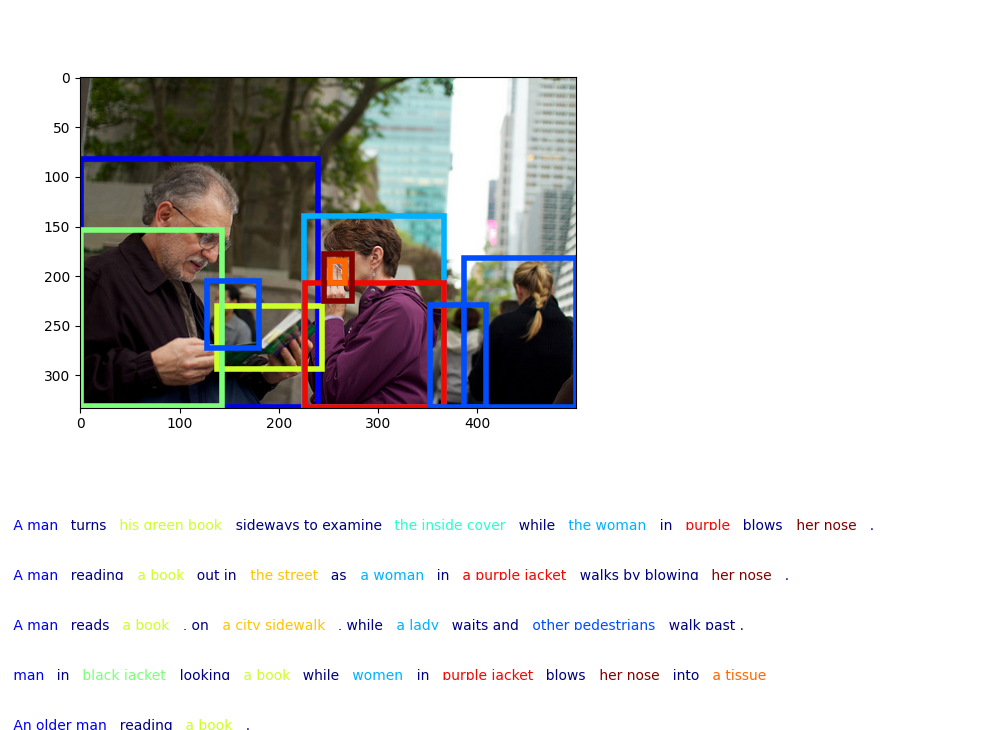 0
50
100
150
200
250
300
0 100 200 300 400
A man turns his green book sideways to examine the inside cover while the woman in purple blows her nose .
A man reading a book out in the street as a woman in a purple jacket walks by blowing her nose .
A man reads a book . on a city sidewalk . while a lady waits and other pedestrians walk past .
man in black jacket looking a book while women in purple jacket blows her nose into a tissue
An older man reading a book .